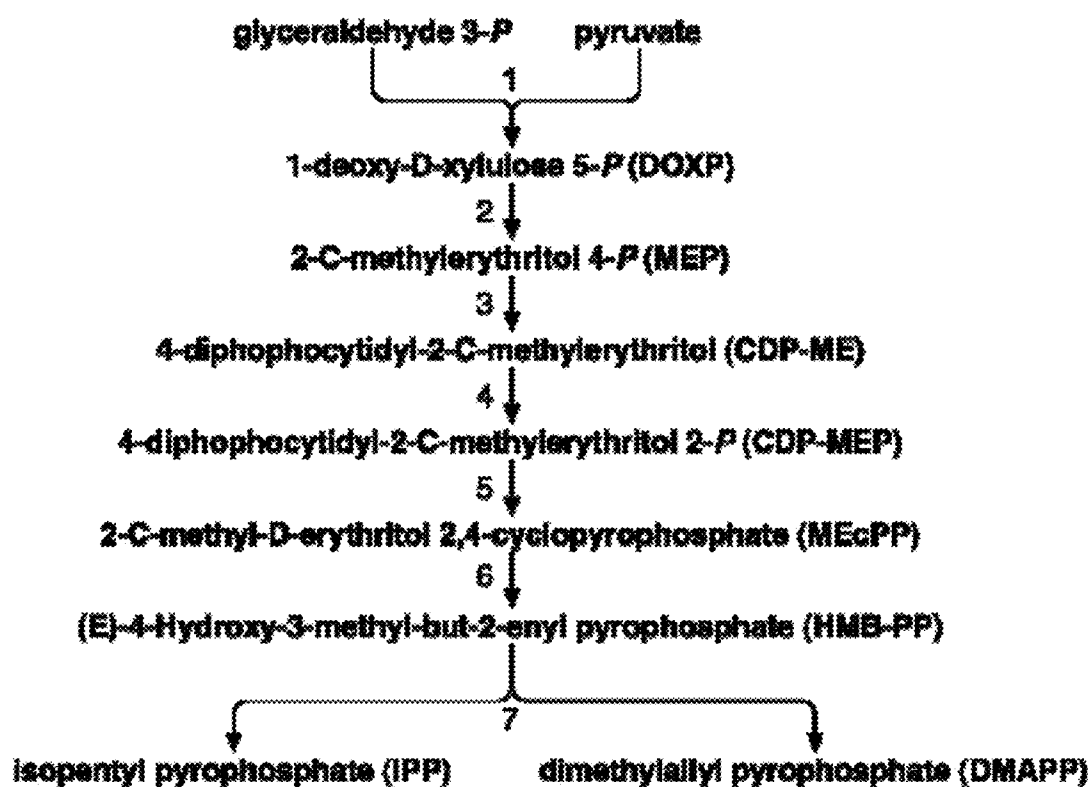 glyceraldehyde 3-P pyruvate
1
1-deoxy-D-xylulose 5-P (DOXP)
2
2-C-methylerythritol 4-P (MEP)
3
4-diphophocytidyl-2-C-methylerythritol (CDP-ME)
4
4-diphophocytidyl-2-C-methylerythritol 2-P (CDP-MEP)
5
2-C-methyl-D-erythritol 2,4-cyclopyrophosphate (MEcPP)
6
(E)-4-Hydroxy-3-methyl-but-2-enyl pyrophosphate (HMB-PP)
7
isopentyl pyrophosphate (IPP) dimethylallyl pyrophosphate (DMAPP)